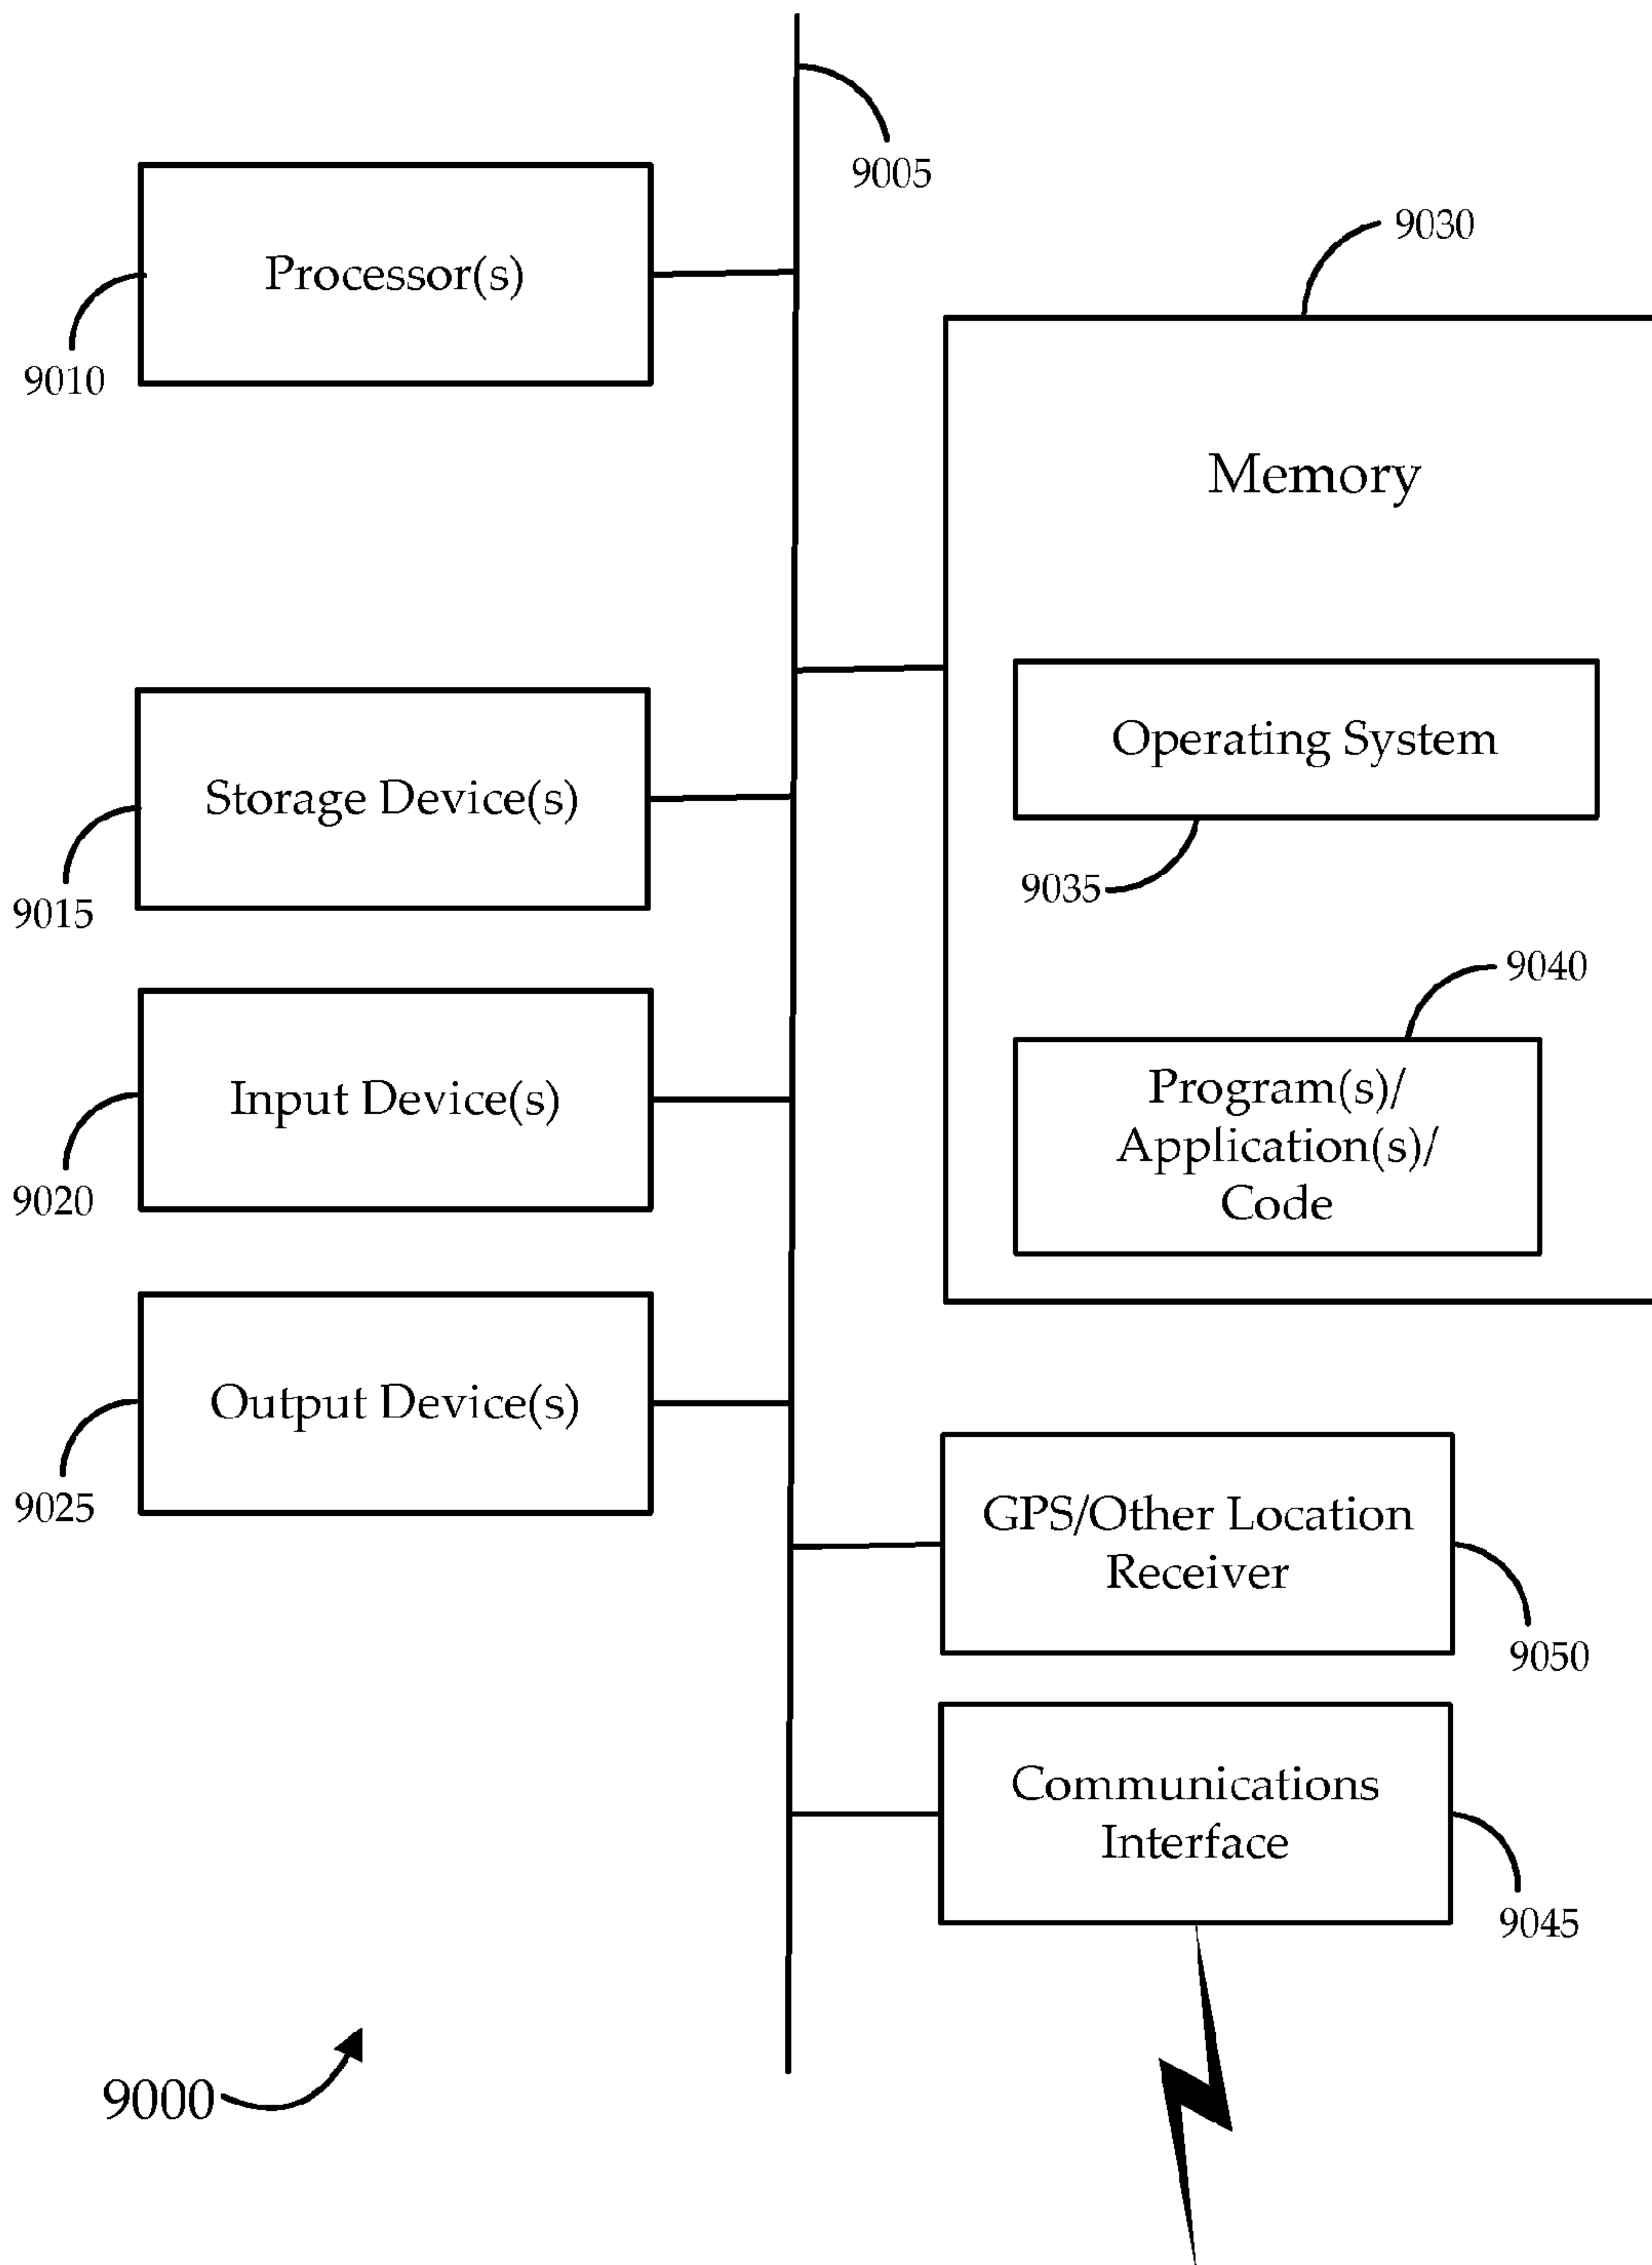 9005
Processor(s)
9010
9030
Memory
Operating System
9035
Storage Device(s)
9015
9040
Program(s)/
Application(s)/
Code
Input Device(s)
9020
Output Device(s)
9025
GPS/Other Location
Receiver
9050
Communications
Interface
9045
9000